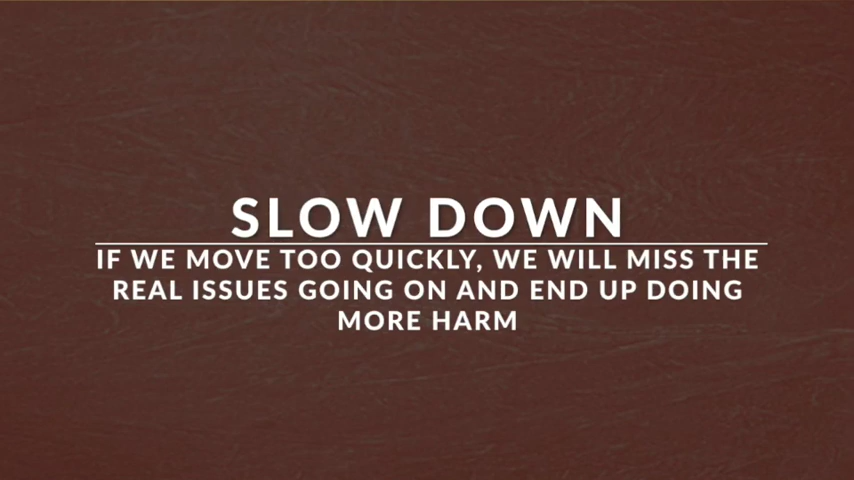 SLOW DOWN
IF WE MOVE TOO QUICKLY, WE WILL MISS THE
REAL ISSUES GOING ON AND END UP DOING
MORE HARM